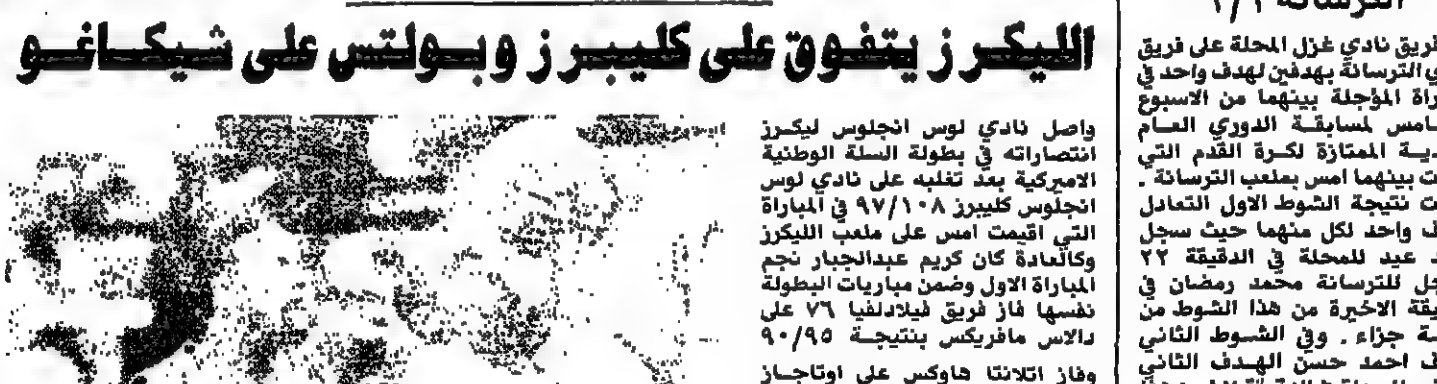 الليكرز يتفوق على كليبرز وبولتس على شيكاغو
واصل نادي لوس انجلوس ليكرز
انتصاراته في بطولة السلة الوطنية
الاميركية بعد تغلبه على نادي لوس
انجلوس كليبرز ٩٧/١٠٨ في المباراة
التي اقيمت امس على ملعب الليكرز
وكالعادة كان كريم عبدالجبار نجم
المباراة الاول وضمن مباريات البطولة
نفسها فاز فريق فيلادلفيا ٧٦ على
دالاس مافريكس بنتيجة ٩٠/٩٥
وفاز اتلانتا هاوكس على اوتاجاز
الترسانة
فريق نادي غزل المحلة على فريق
الترسانة بهدفين لهدف واحد في
المؤجلة بينهما من الاسبوع
لمسابقة الدوري العام
الممتازة لكرة القدم التي
بينهما امس بملعب الترسانة .
نتيجة الشوط الاول التعادل
واحد لكل منهما حيث سجل
عيد للمحلة في الدقيقة ٢٢
للترسانة محمد رمضان في
الاخيرة من هذا الشوط من
جزاء . وفي الشوط الثاني
احمد حسن الهدف الثاني